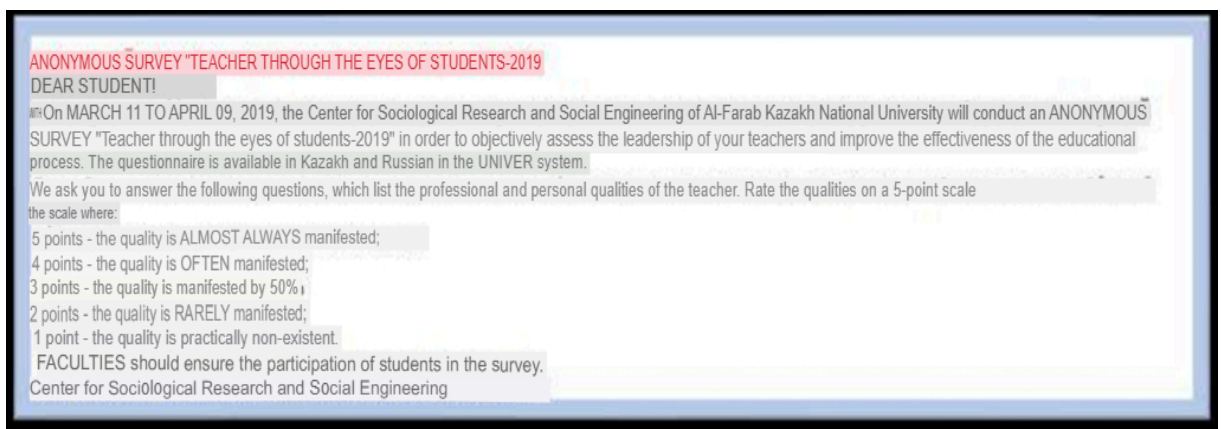 ANONYMOUS SURVEY "TEACHER THROUGH THE EYES OF STUDENTS-2019
DEAR STUDENT!
On MARCH 11 TO APRIL 09, 2019, the Center for Sociological Research and Social Engineering of Al-Farab Kazakh National University will conduct an ANONYMOUS
SURVEY "Teacher through the eyes of students-2019" in order to objectively assess the leadership of your teachers and improve the effectiveness of the educational
process. The questionnaire is available in Kazakh and Russian in the UNIVER system.
We ask you to answer the following questions, which list the professional and personal qualities of the teacher. Rate the qualities on a 5-point scale
the scale where:
5 points - the quality is ALMOST ALWAYS manifested;
4 points - the quality is OFTEN manifested;
3 points - the quality is manifested by 50%
2 points - the quality is RARELY manifested;
1 point - the quality is practically non-existent.
FACULTIES should ensure the participation of students in the survey.
Center for Sociological Research and Social Engineering